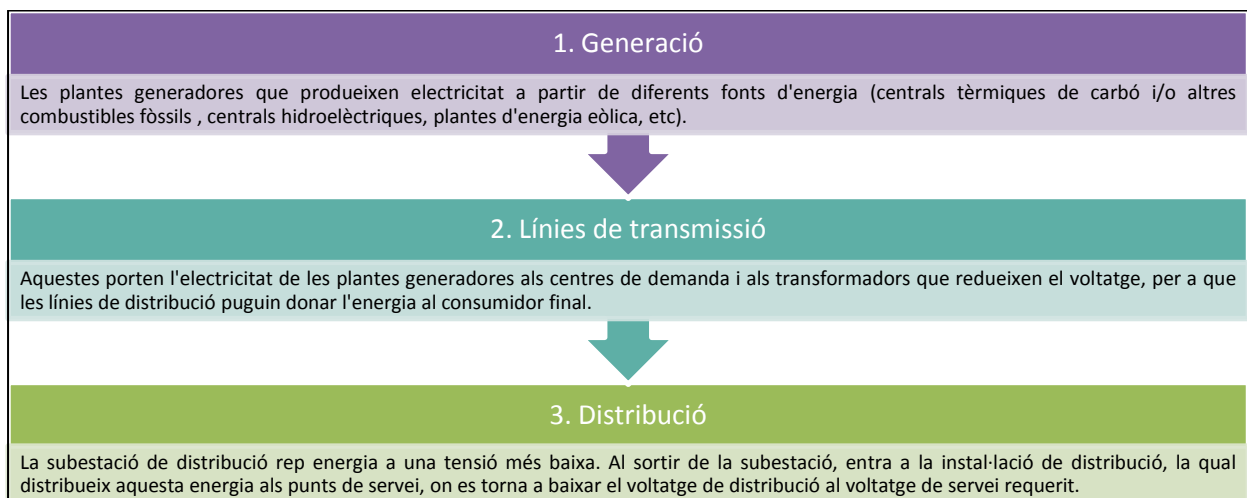 1. Generació
Les plantes generadores que produeixen electricitat a partir de diferents fonts d'energia (centrals tèrmiques de carbó i/o altres
combustibles fòssils , centrals hidroelèctriques, plantes d'energia eòlica, etc).
2. Línies de transmissió
Aquestes porten l'electricitat de les plantes generadores als centres de demanda i als transformadors que redueixen el voltatge, per a que
les línies de distribució puguin donar l'energia al consumidor final.
3. Distribució
La subestació de distribució rep energia a una tensió més baixa. Al sortir de la subestació, entra a la instal·lació de distribució, la qual
distribueix aquesta energia als punts de servei, on es torna a baixar el voltatge de distribució al voltatge de servei requerit.